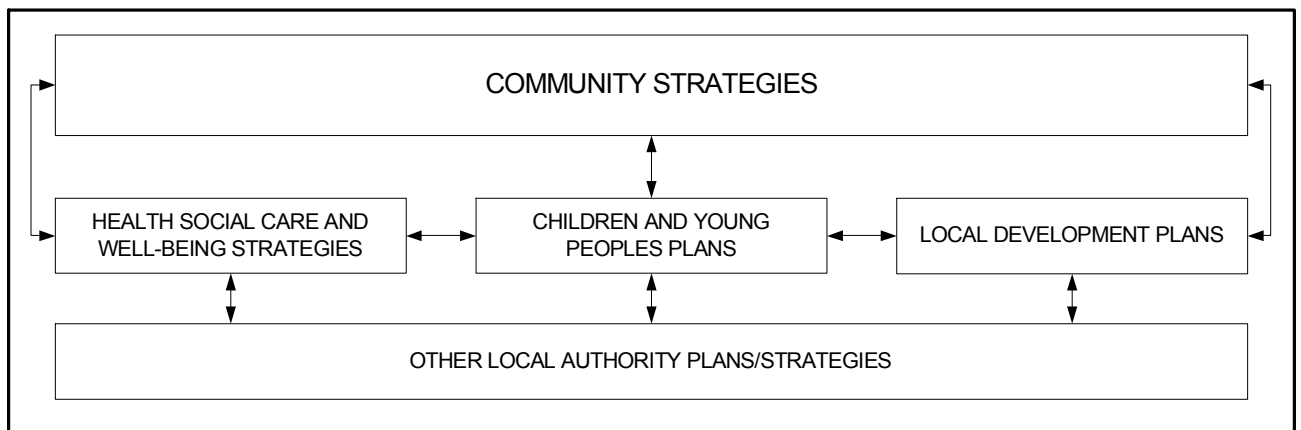 COMMUNITY STRATEGIES
HEALTH SOCIAL CARE AND
WELL-BEING STRATEGIES
CHILDREN AND YOUNG
PEOPLES PLANS
LOCAL DEVELOPMENT PLANS
OTHER LOCAL AUTHORITY PLANS/STRATEGIES